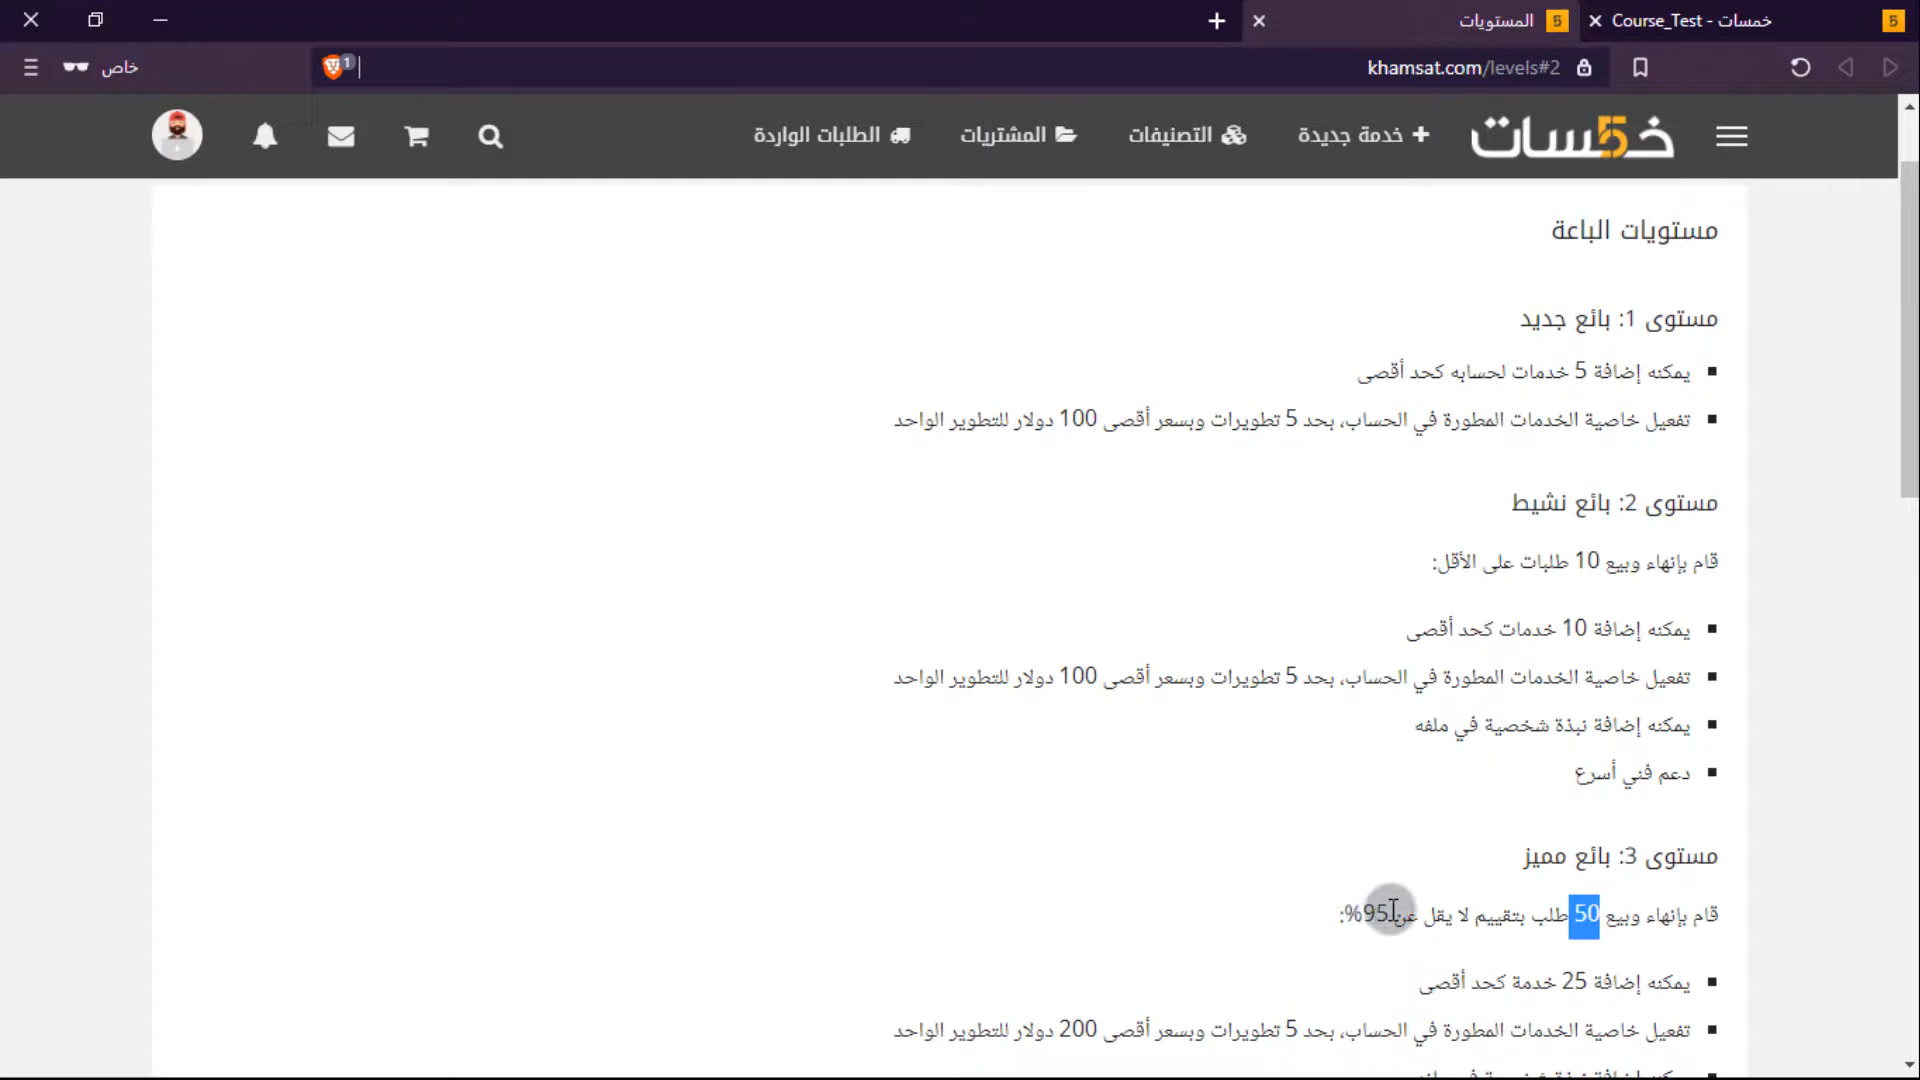 خمسات - Course_Test
المستويات
khamsat.com/levels#2
1
خاص
خمسات
خدمة جديدة
التصنيفات
المشتريات
الطلبات الواردة
مستويات الباعة
مستوى 1: بائع جديد
يمكنه إضافة 5 خدمات لحسابه كحد أقصى
تفعيل خاصية الخدمات المطورة في الحساب، بحد 5 تطويرات وبسعر أقصى 100 دولار للتطوير الواحد
مستوى 2: بائع نشيط
قام بإنهاء وبيع 10 طلبات على الأقل:
يمكنه إضافة 10 خدمات كحد أقصى
تفعيل خاصية الخدمات المطورة في الحساب، بحد 5 تطويرات وبسعر أقصى 100 دولار للتطوير الواحد
يمكنه إضافة نبذة شخصية في ملفه
دعم فني أسرع
مستوى 3: بائع مميز
قام بإنهاء وبيع 50 طلب بتقييم لا يقل عن 95%:
يمكنه إضافة 25 خدمة كحد أقصى
تفعيل خاصية الخدمات المطورة في الحساب، بحد 5 تطويرات وبسعر أقصى 200 دولار للتطوير الواحد